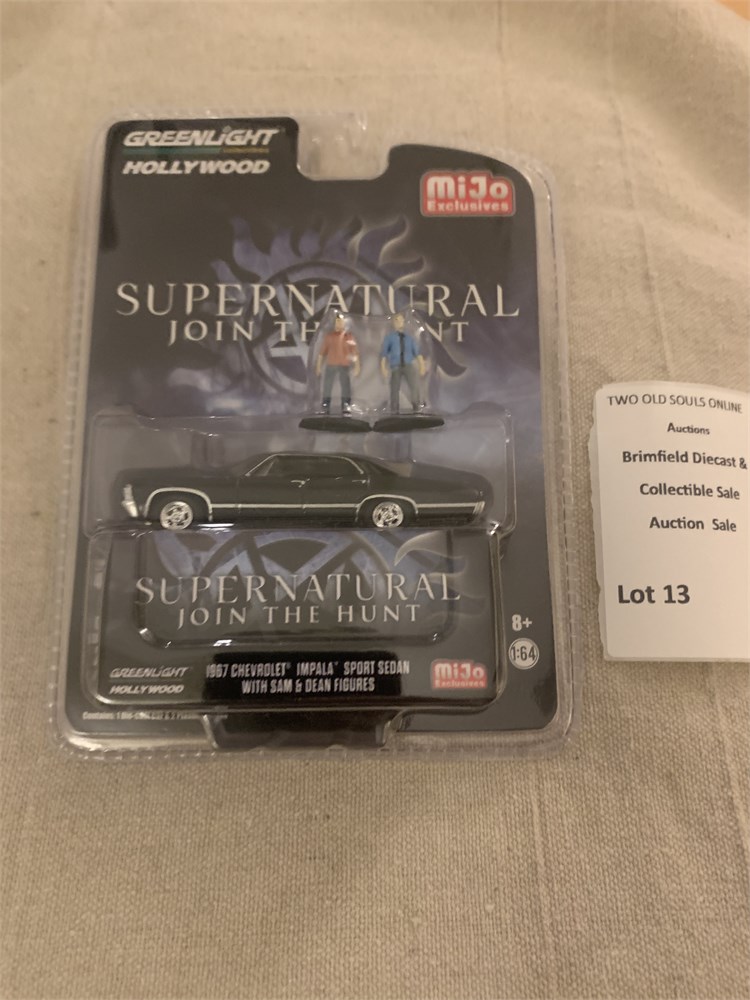 GREENLIGHT
HOLLYWOOD
MiJo
Exclusives
SUPERNATURAL
JOIN THE HUNT
SUPERNATURAL
JOIN THE HUNT
8+
1:64
GREENLIGHT
HOLLYWOOD
1967 CHEVROLET® IMPALA™ SPORT SEDAN
WITH SAM & DEAN FIGURES
MiJo
Exclusives
TWO OLD SOULS ONLINE
Auctions
Brimfield Diecast &
Collectible Sale
Auction Sale
Lot 13